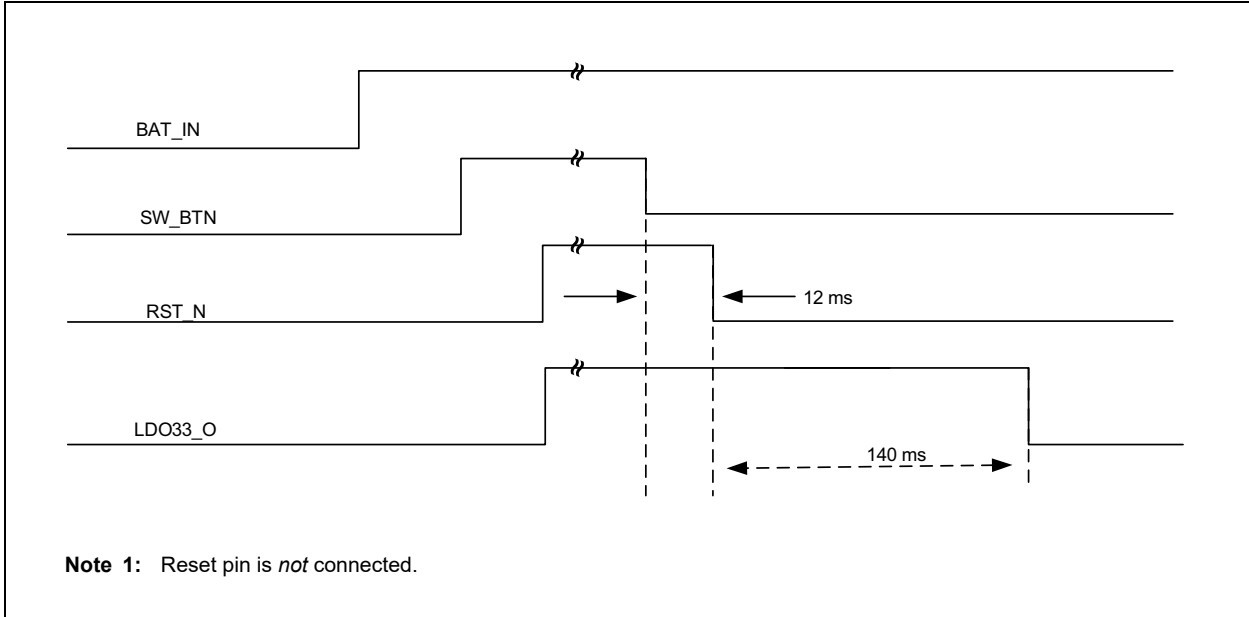 BAT_IN
SW_BTN
12 ms
RST_N
LDO33_O
140 ms
Note 1: Reset pin is not connected.